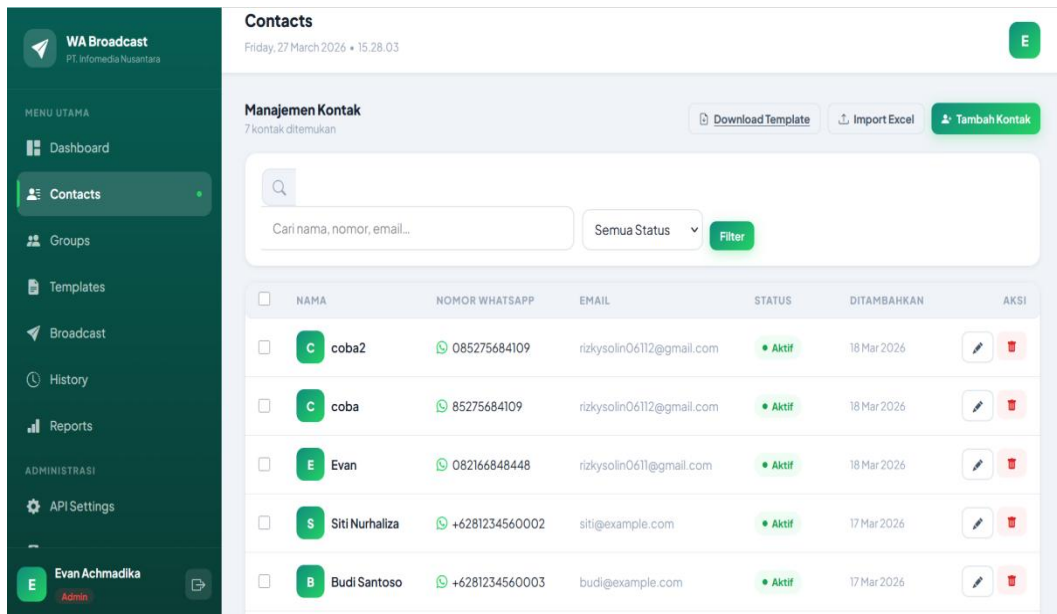 WA Broadcast
PT. Infomedia Nusantara
MENU UTAMA
Dashboard
Contacts
Groups
Templates
Broadcast
History
Reports
ADMINISTRASI
API Settings
E
Evan Achmadika
Admin
Contacts
Friday, 27 March 2026 • 15.28.03
E
Manajemen Kontak
7 kontak ditemukan
Download Template
Import Excel
Tambah Kontak
Cari nama, nomor, email...
Semua Status
Filter
NAMA NOMOR WHATSAPP EMAIL STATUS DITAMBAHKAN AKSI
C coba2 085275684109 rizkysolin06112@gmail.com • Aktif 18 Mar 2026
C coba 85275684109 rizkysolin06112@gmail.com • Aktif 18 Mar 2026
E Evan 082166848448 rizkysolin0611@gmail.com • Aktif 18 Mar 2026
S Siti Nurhaliza +6281234560002 siti@example.com • Aktif 17 Mar 2026
B Budi Santoso +6281234560003 budi@example.com • Aktif 17 Mar 2026